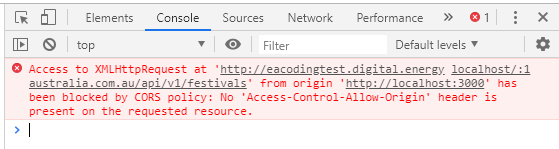 Elements Console Sources Network Performance » 1
top Filter Default levels
Access to XMLHttpRequest at 'http://eacodingtest.digital.energy localhost/:1
australia.com.au/api/v1/festivals' from origin 'http://localhost:3000' has
been blocked by CORS policy: No 'Access-Control-Allow-Origin' header is
present on the requested resource.